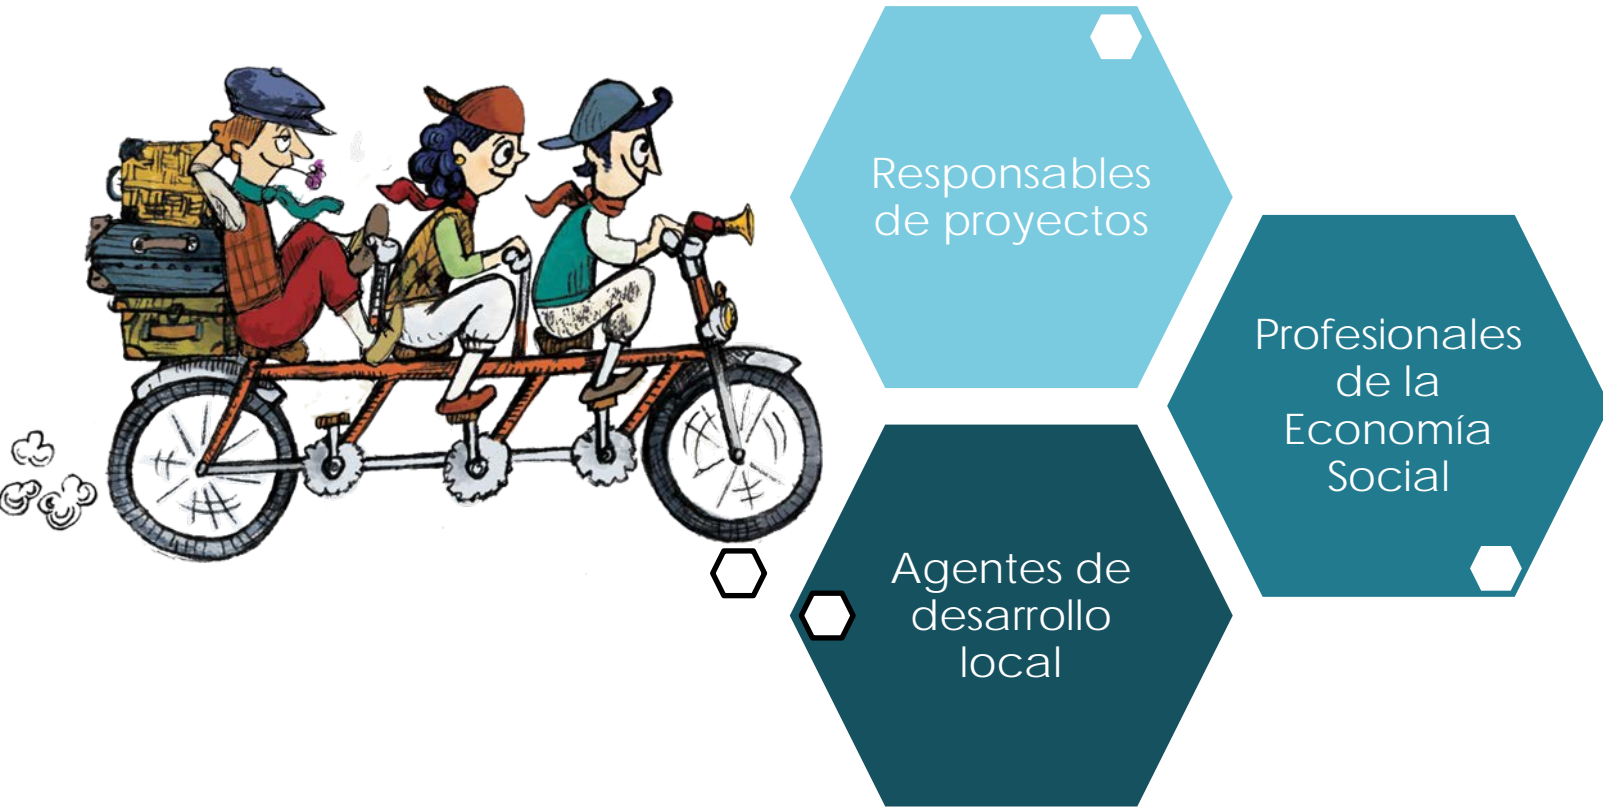 Responsables
de proyectos
Profesionales
de la
Economía
Social
Agentes de
desarrollo
local